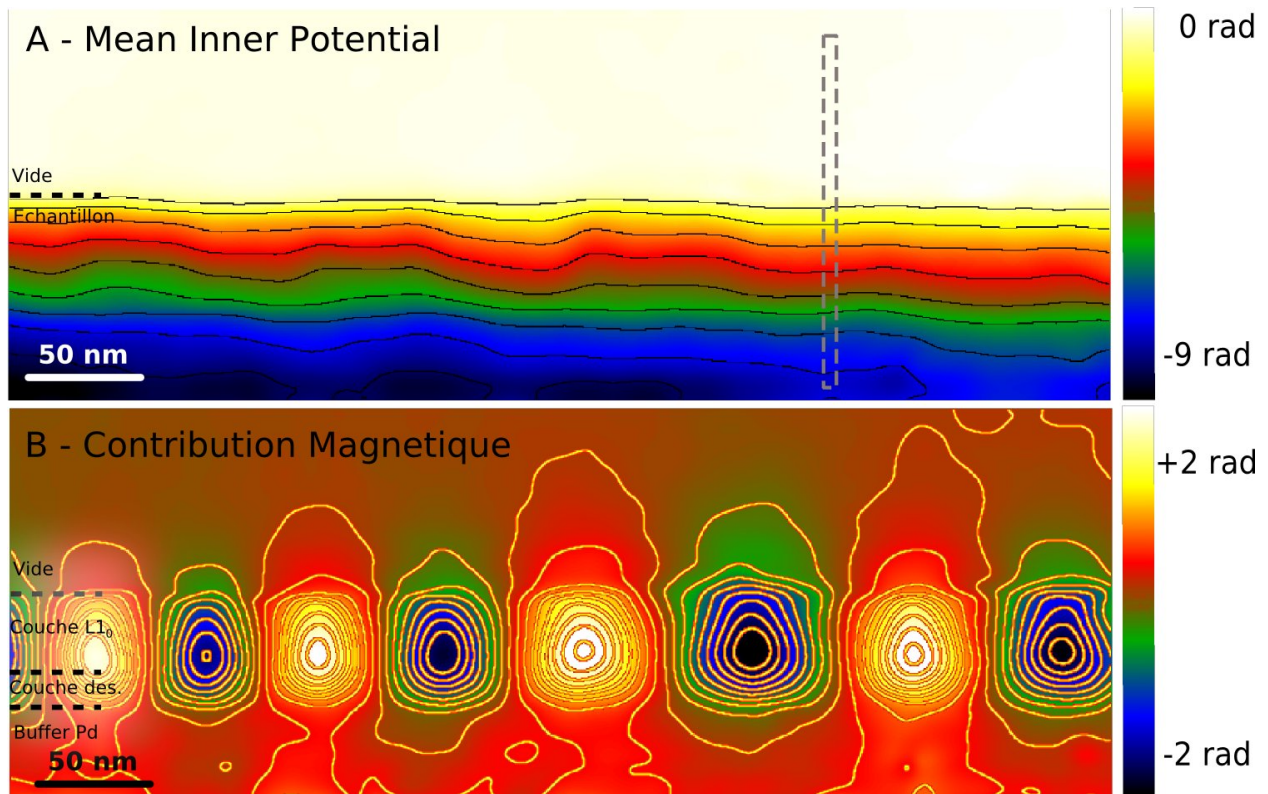 A - Mean Inner Potential
0 rad
Vide
Echantillon
50 nm
-9 rad
B - Contribution Magnetique
+2 rad
Vide
Couche L1₀
Couche des.
Buffer Pd
50 nm
-2 rad